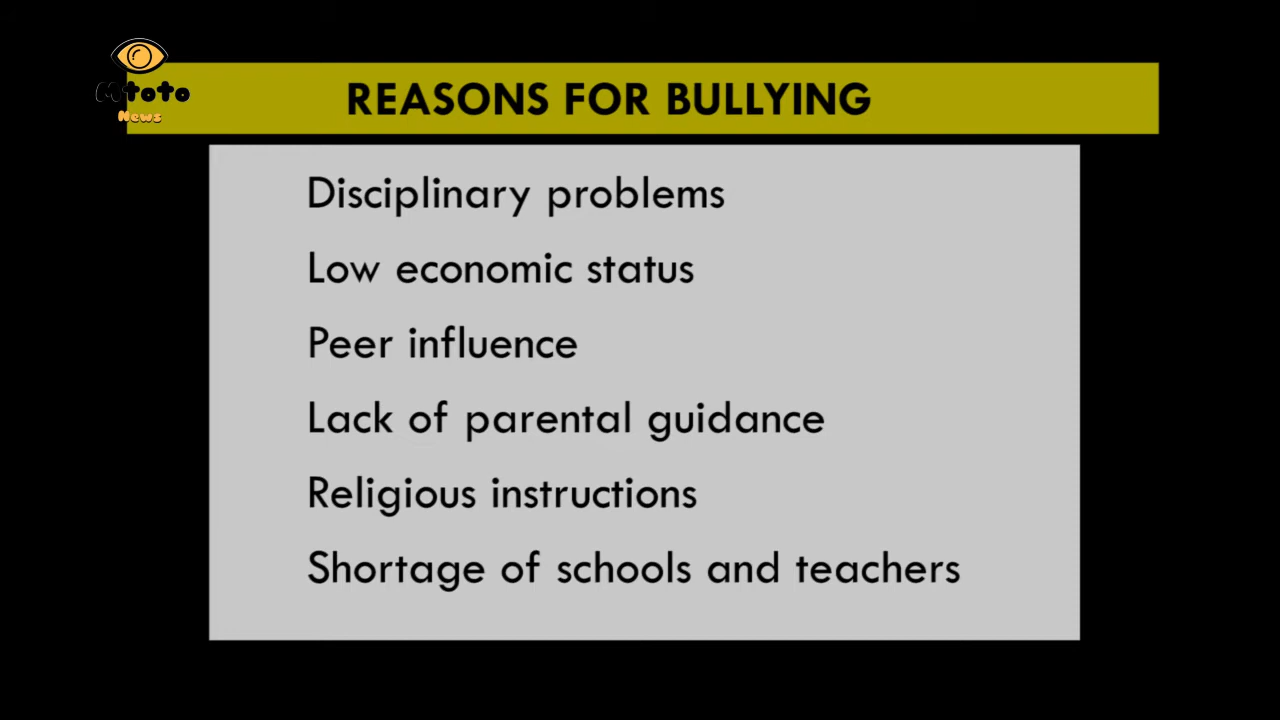 Mtoto
News
REASONS FOR BULLYING
Disciplinary problems
Low economic status
Peer influence
Lack of parental guidance
Religious instructions
Shortage of schools and teachers